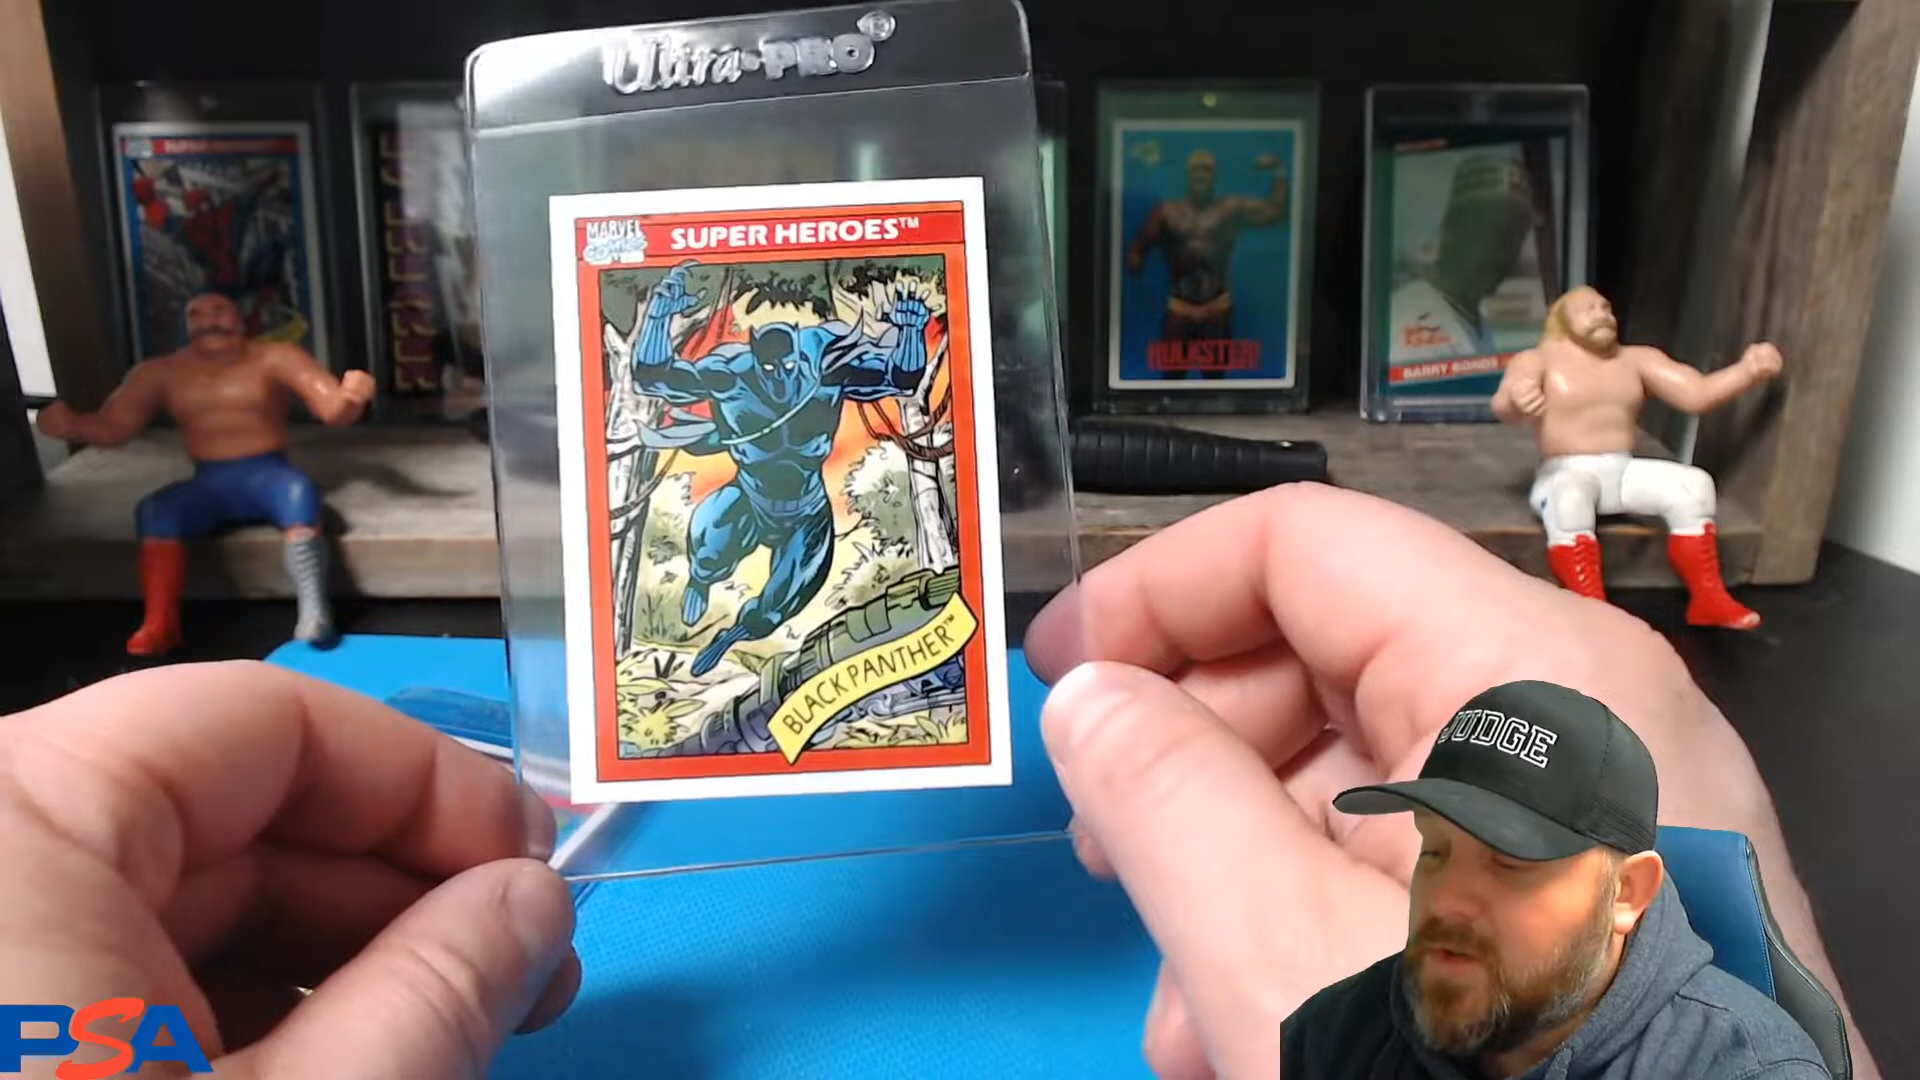 Ultra•PRO®
MARVEL
COMICS
SUPER HEROES™
BLACK PANTHER™
HULKSTER!
BARRY BONDS
JUDGE
PSA